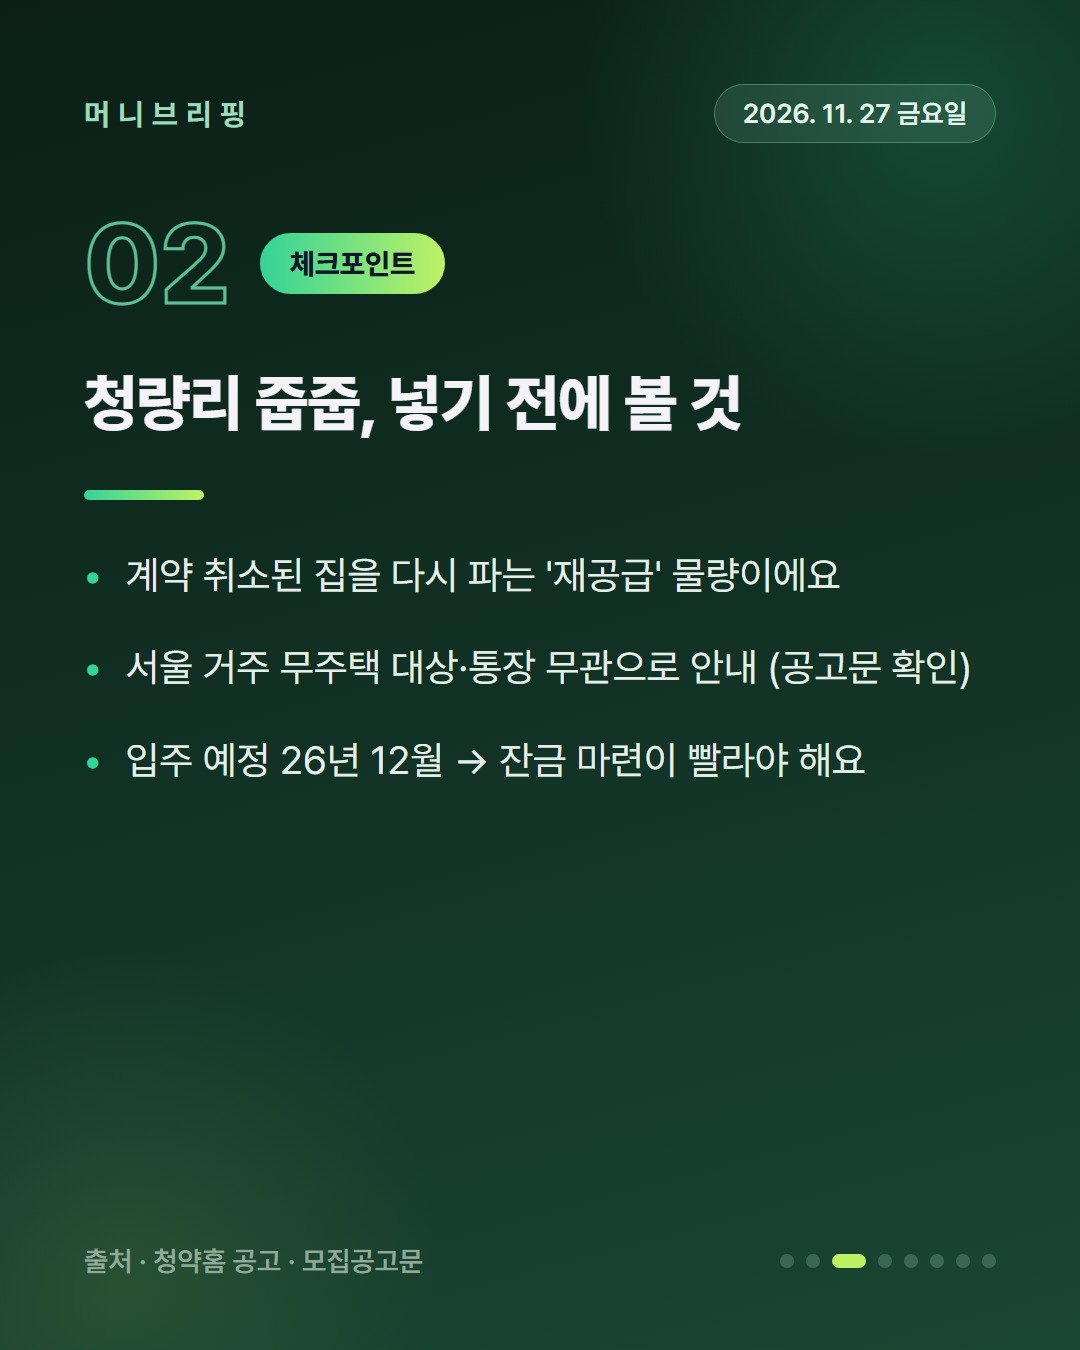 머니브리핑
2026. 11. 27 금요일
02
체크포인트
청량리 줍줍, 넣기 전에 볼 것
• 계약 취소된 집을 다시 파는 '재공급' 물량이에요
• 서울 거주 무주택 대상·통장 무관으로 안내 (공고문 확인)
• 입주 예정 26년 12월 → 잔금 마련이 빨라야 해요
출처 · 청약홈 공고 · 모집공고문